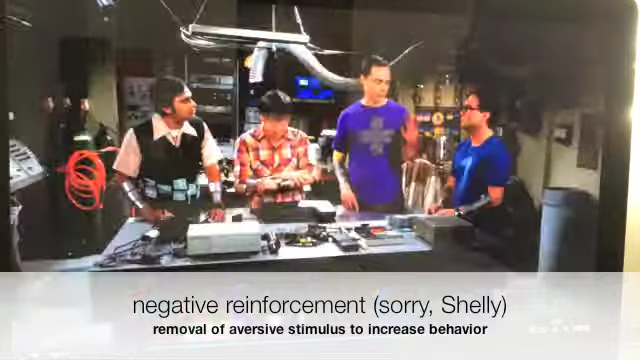 negative reinforcement (sorry, Shelly)
removal of aversive stimulus to increase behavior